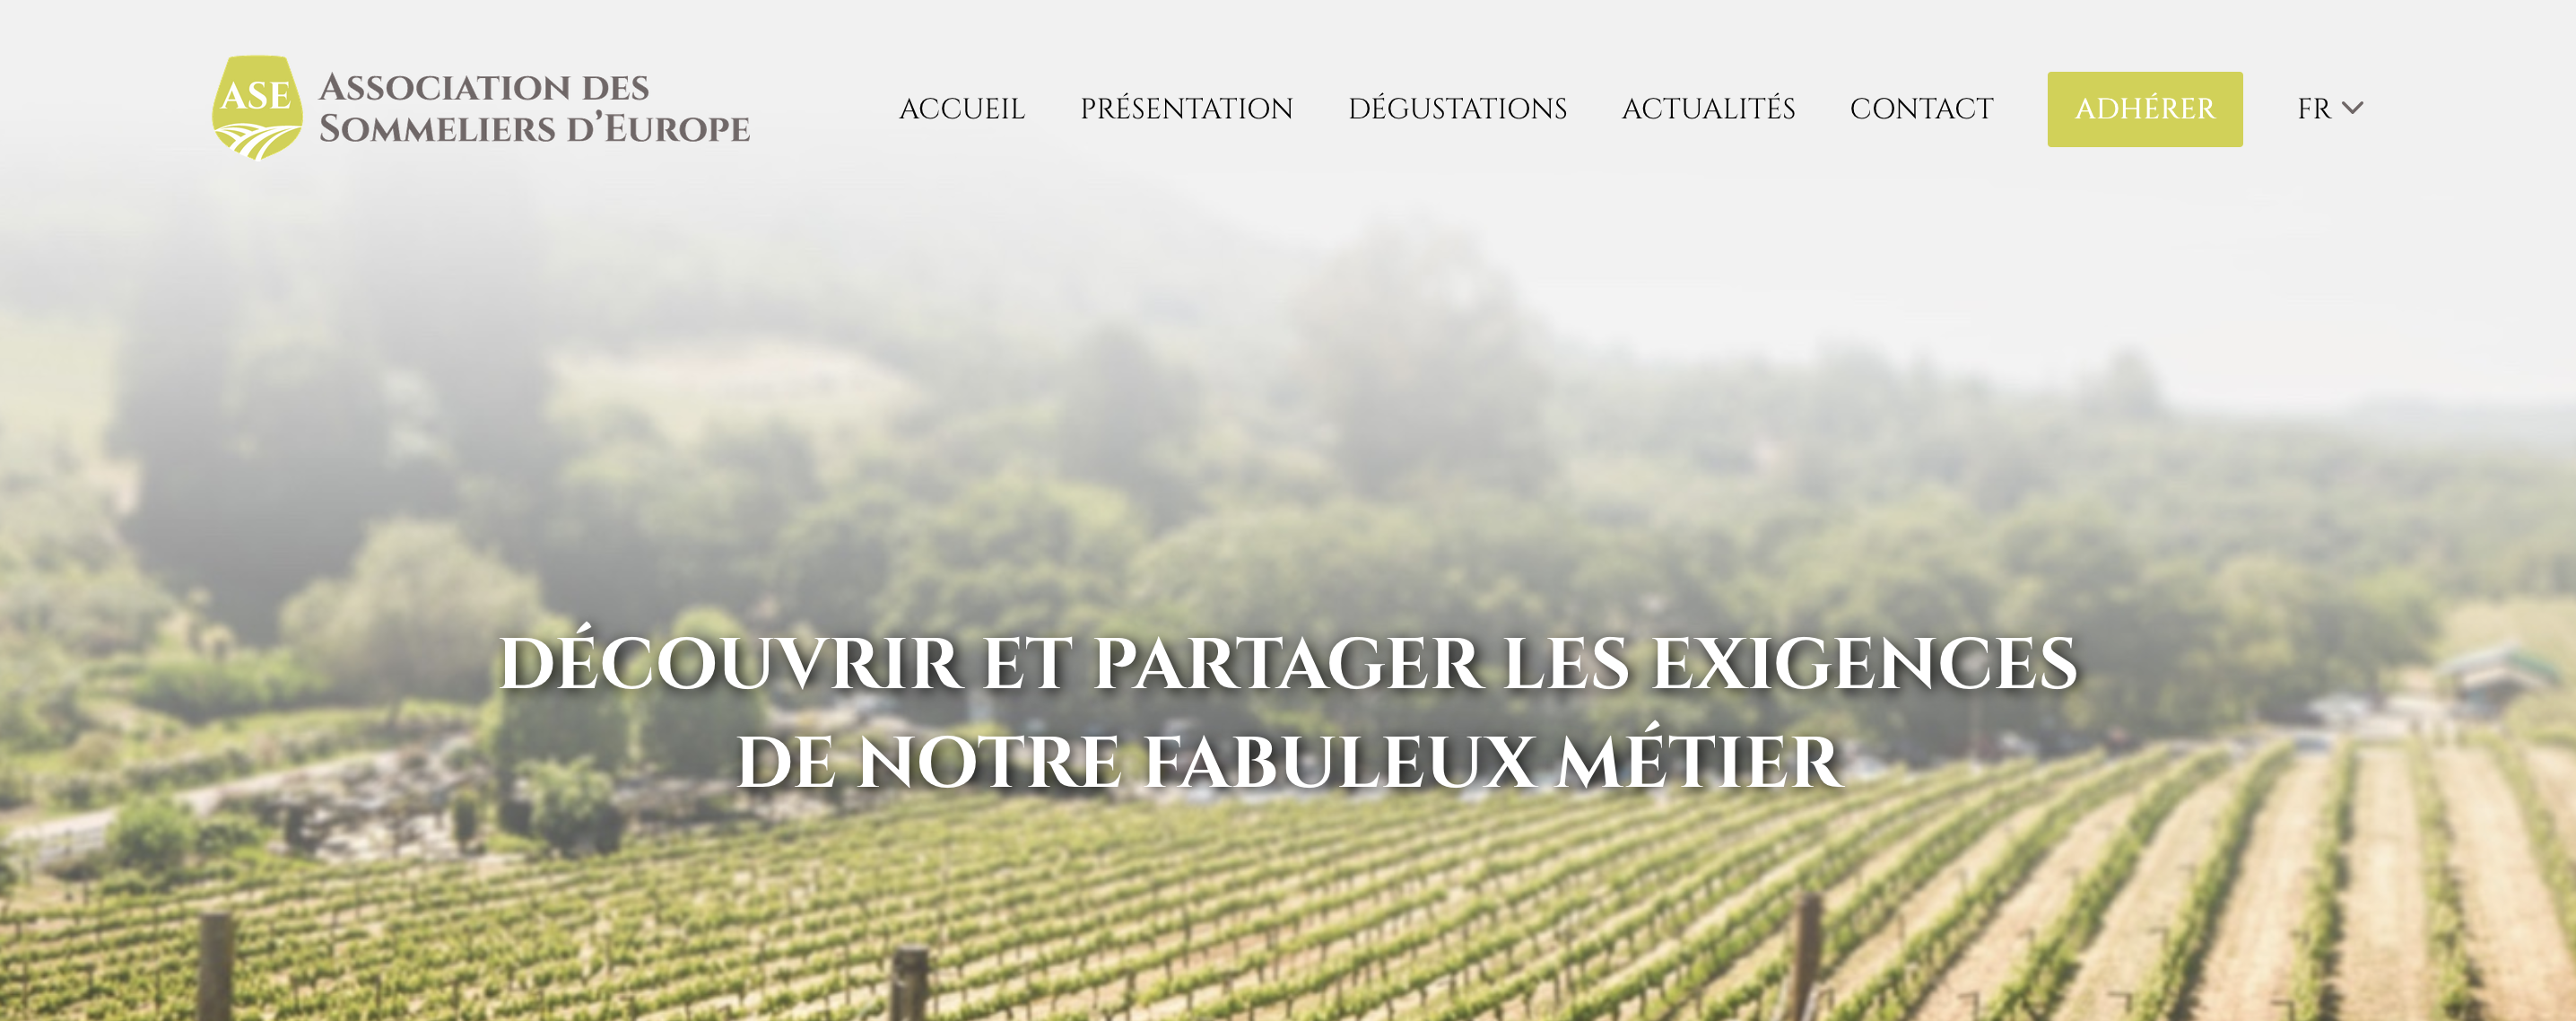 ASE
Association des
Sommeliers d’Europe
ACCUEIL
PRÉSENTATION
DÉGUSTATIONS
ACTUALITÉS
CONTACT
ADHÉRER
FR
DÉCOUVRIR ET PARTAGER LES EXIGENCES
DE NOTRE FABULEUX MÉTIER